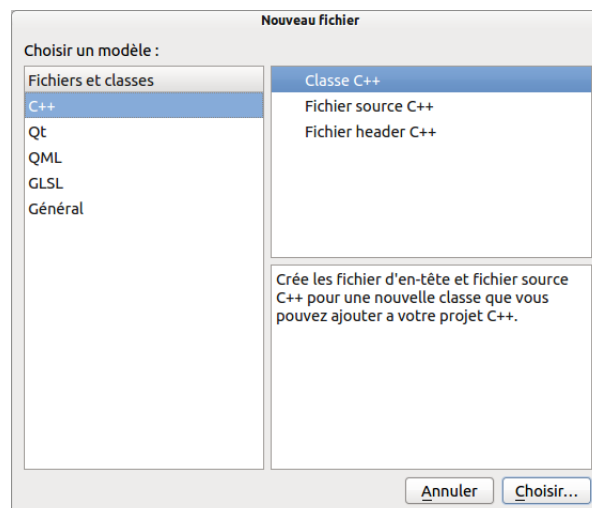 Nouveau fichier
Choisir un modèle :
Fichiers et classes
C++
Qt
QML
GLSL
Général
Classe C++
Fichier source C++
Fichier header C++
Crée les fichier d'en-tête et fichier source
C++ pour une nouvelle classe que vous
pouvez ajouter a votre projet C++.
Annuler
Choisir...